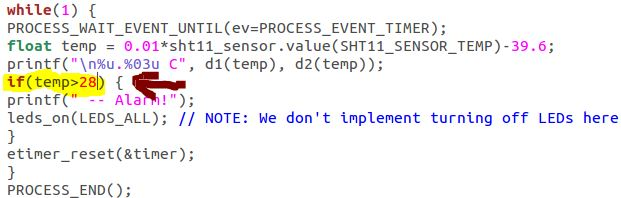 while(1) {
PROCESS_WAIT_EVENT_UNTIL(ev=PROCESS_EVENT_TIMER);
float temp = 0.01*sht11_sensor.value(SHT11_SENSOR_TEMP)-39.6;
printf("\n%u.%03u C", d1(temp), d2(temp));
if(temp>28) {
printf(" -- Alarm!");
leds_on(LEDS_ALL); // NOTE: We don't implement turning off LEDs here
}
etimer_reset(&timer);
}
PROCESS_END();